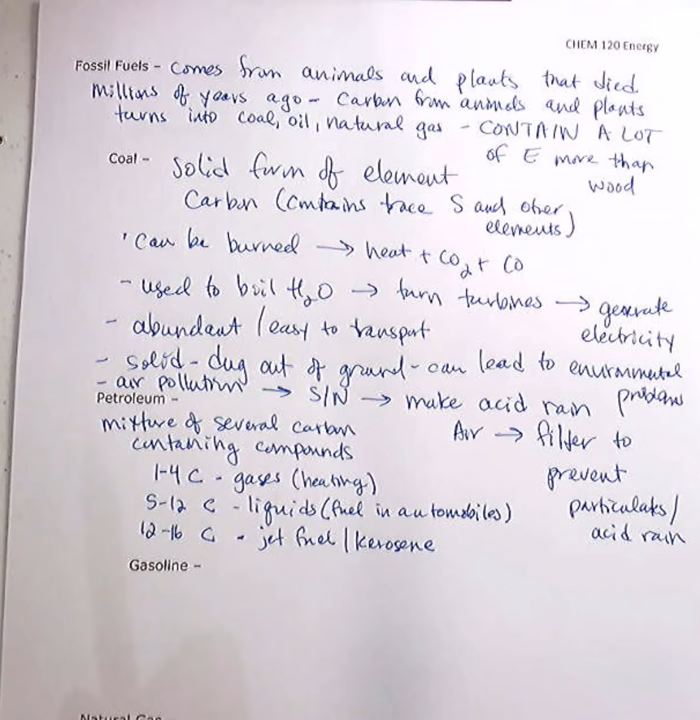 CHEM 120 Energy
Fossil Fuels - comes from animals and plants that died
millions of years ago - Carbon from animals and plants
turns into coal, oil, natural gas - CONTAIN A LOT
of E more than
wood
Coal - solid form of element
Carbon (contains trace S and other
elements)
' can be burned → heat + CO2 + CO
- used to boil H2O → turn turbines → generate
electricity
- abundant / easy to transport
- solid - dug out of ground - can lead to environmental
problems
- air pollution → S/N → make acid rain
Petroleum -
mixture of several carbon
containing compounds
Air → filter to
prevent
particulates/
acid rain
1-4 C - gases (heating)
5-12 C - liquids (fuel in automobiles)
12-16 C - jet fuel / kerosene
Gasoline -
Natural Gas